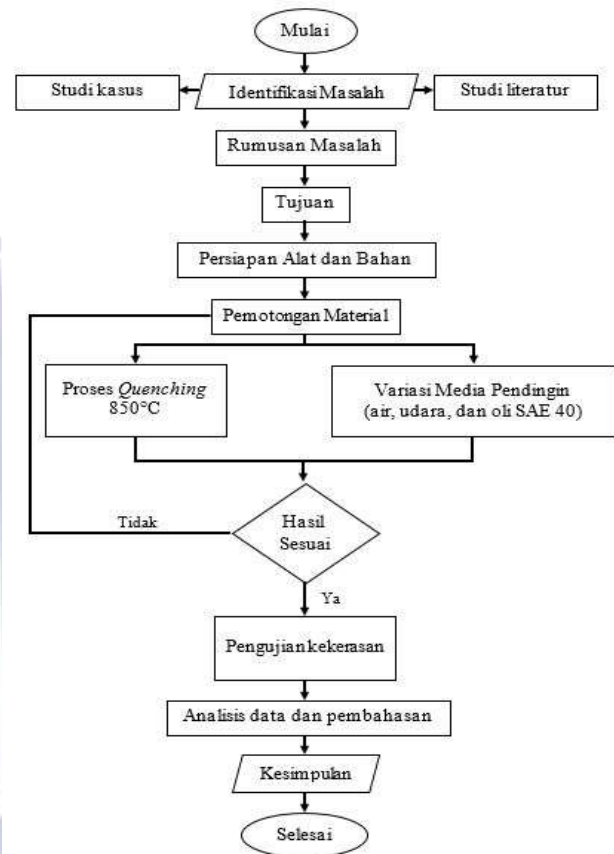 Mulai
Studi kasus
Identifikasi Masalah
Studi literatur
Rumusan Masalah
Tujuan
Persiapan Alat dan Bahan
Pemotongan Material
Proses Quenching
850°C
Variasi Media Pendingin
(air, udara, dan oli SAE 40)
Tidak
Hasil
Sesuai
Ya
Pengujian kekerasan
Analisis data dan pembahasan
Kesimpulan
Selesai